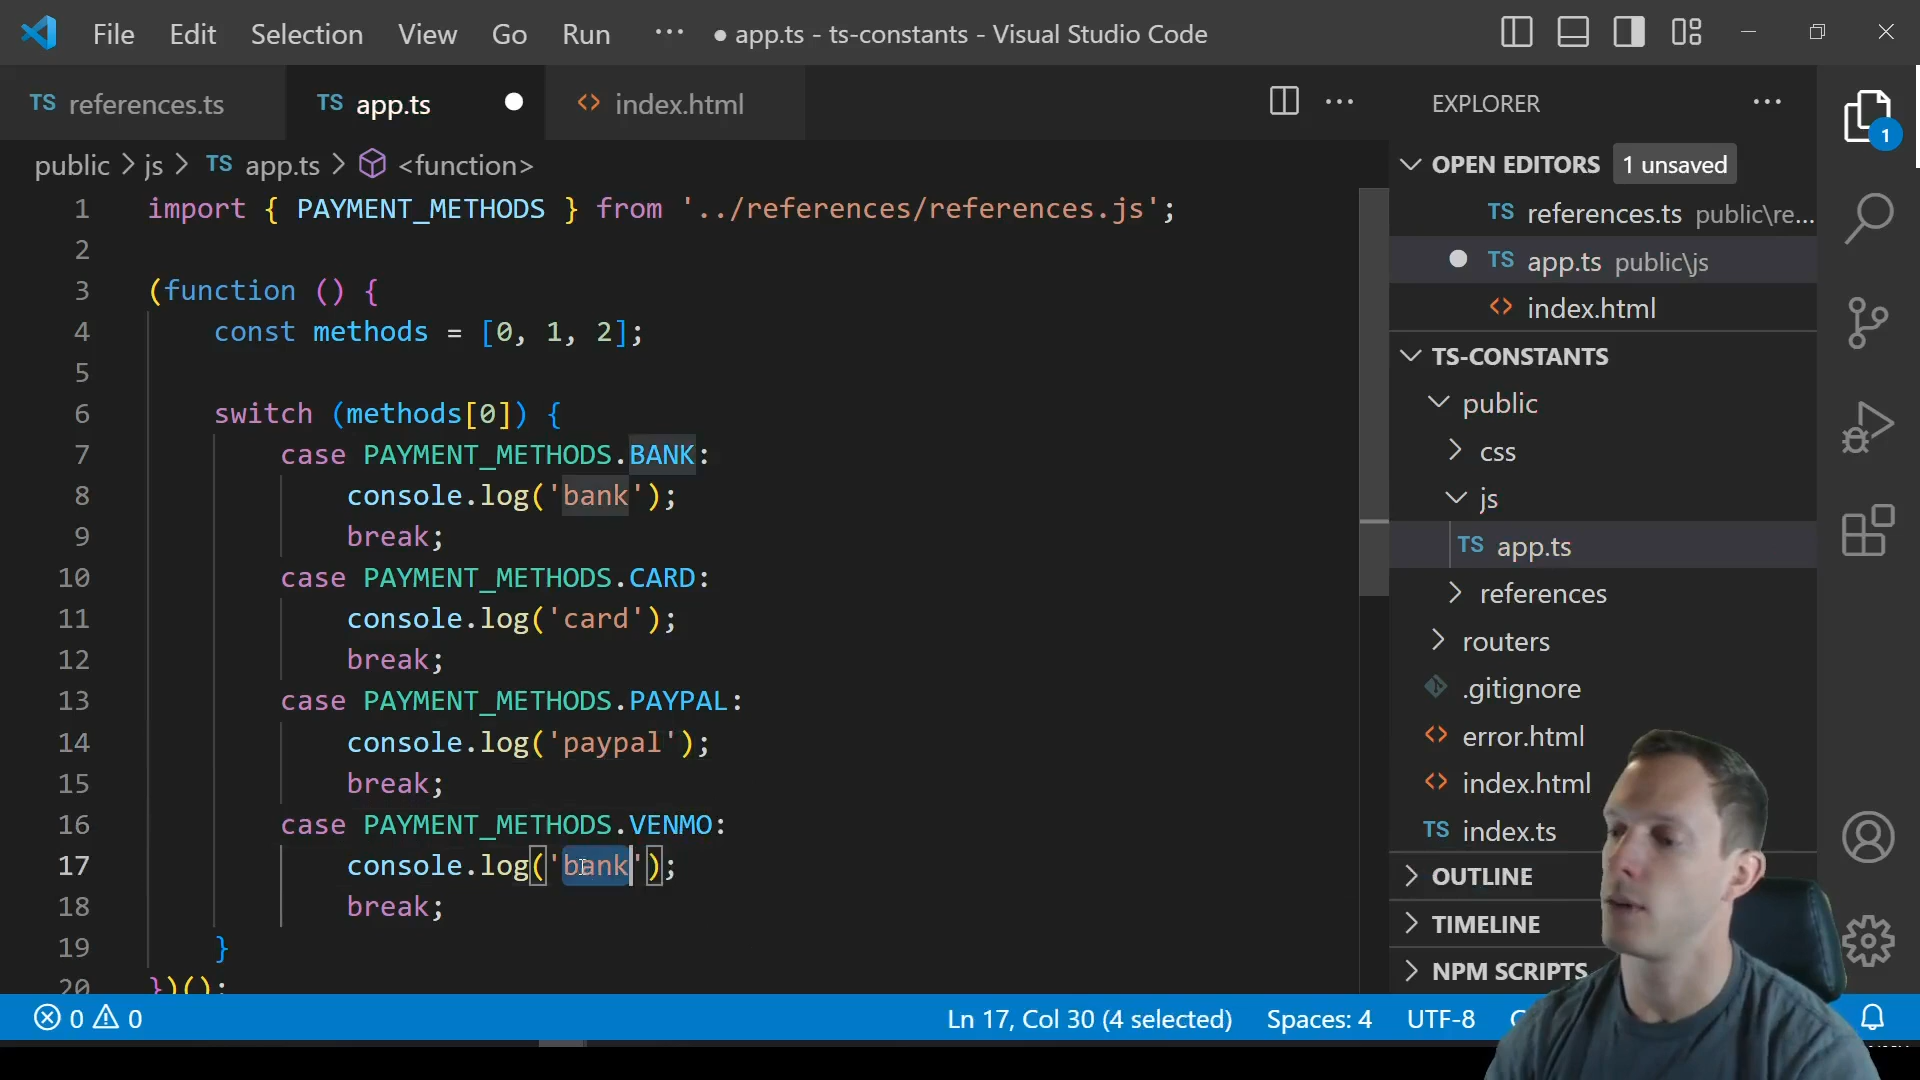 File Edit Selection View Go Run ··· ● app.ts - ts-constants - Visual Studio Code
TS references.ts TS app.ts index.html
public > js > TS app.ts > <function>
1 import { PAYMENT_METHODS } from '../references/references.js';
2
3 (function () {
4 const methods = [0, 1, 2];
5
6 switch (methods[0]) {
7 case PAYMENT_METHODS.BANK:
8 console.log('bank');
9 break;
10 case PAYMENT_METHODS.CARD:
11 console.log('card');
12 break;
13 case PAYMENT_METHODS.PAYPAL:
14 console.log('paypal');
15 break;
16 case PAYMENT_METHODS.VENMO:
17 console.log('bank');
18 break;
19 }
20 })();
EXPLORER
1
OPEN EDITORS 1 unsaved
TS references.ts public\re...
TS app.ts public\js
index.html
TS-CONSTANTS
public
css
js
TS app.ts
references
routers
.gitignore
error.html
index.html
TS index.ts
OUTLINE
TIMELINE
NPM SCRIPTS
0 0 Ln 17, Col 30 (4 selected) Spaces: 4 UTF-8